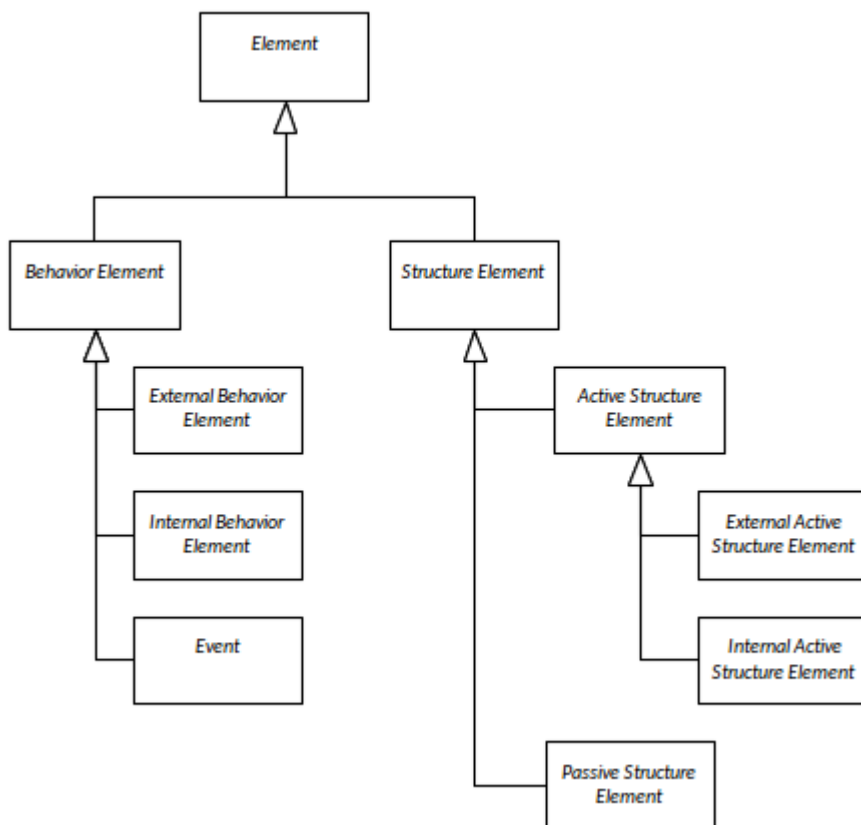 Element
Behavior Element
Structure Element
External Behavior
Element
Active Structure
Element
Internal Behavior
Element
External Active
Structure Element
Event
Internal Active
Structure Element
Passive Structure
Element